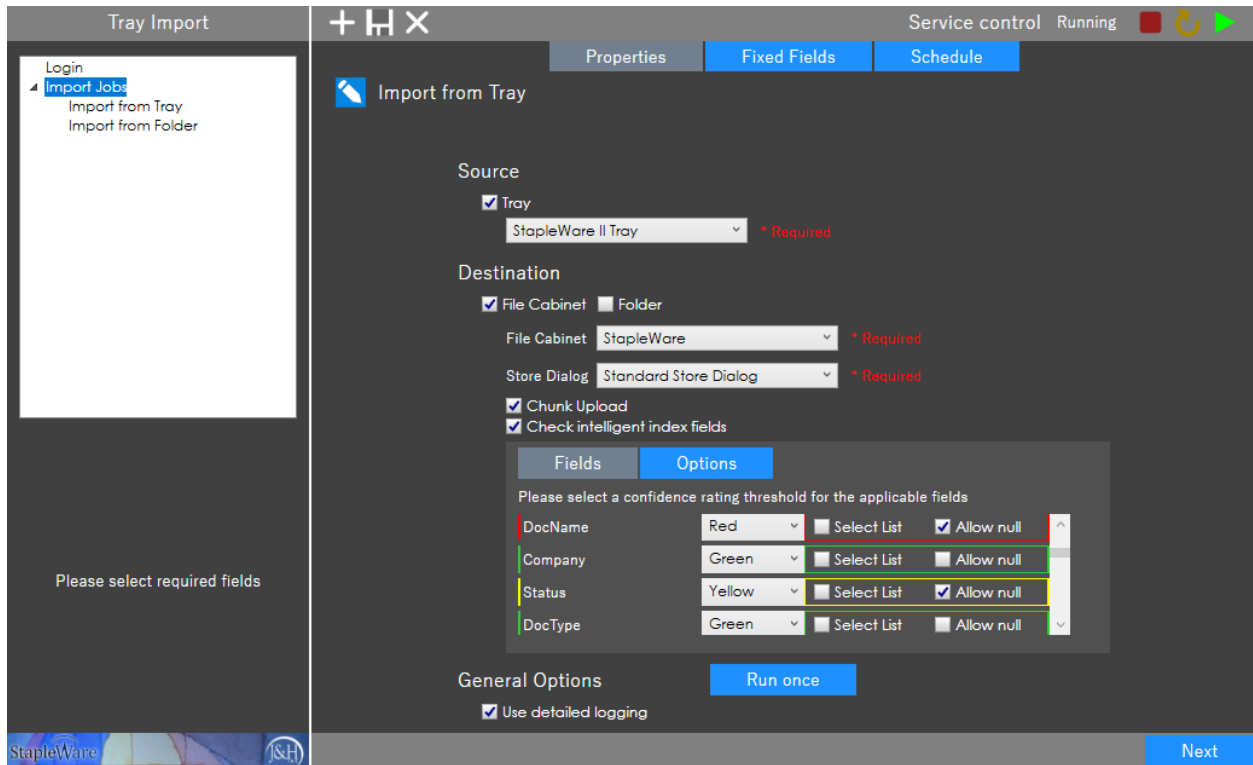 Tray Import
Service control Running
Login
Import Jobs
Import from Tray
Import from Folder
Please select required fields
StapleWare J&H
Properties Fixed Fields Schedule
Import from Tray
Source
Tray
StapleWare II Tray * Required
Destination
File Cabinet Folder
File Cabinet StapleWare * Required
Store Dialog Standard Store Dialog * Required
Chunk Upload
Check intelligent index fields
Fields Options
Please select a confidence rating threshold for the applicable fields
DocName Red Select List Allow null
Company Green Select List Allow null
Status Yellow Select List Allow null
DocType Green Select List Allow null
General Options Run once
Use detailed logging
Next